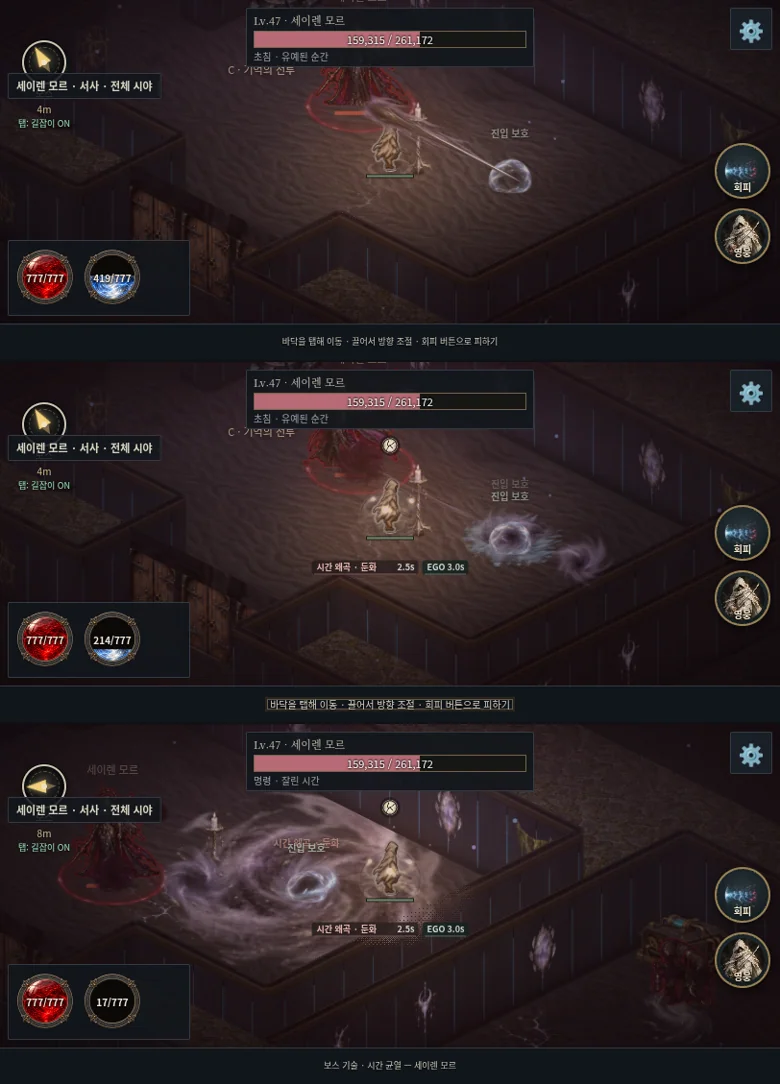 Lv.47 · 세이렌 모르
159,315 / 261,172
초침 · 유예된 순간
C · 기억의 전투
세이렌 모르 · 서사 · 전체 시야
4m
탭: 길잡이 ON
진입 보호
회피
영웅
777/777
419/777
바닥을 탭해 이동 · 끌어서 방향 조절 · 회피 버튼으로 피하기
Lv.47 · 세이렌 모르
159,315 / 261,172
초침 · 유예된 순간
C · 기억의 전투
세이렌 모르 · 서사 · 전체 시야
4m
탭: 길잡이 ON
진입 보호
진입 보호
회피
시간 왜곡 · 둔화 2.5s EGO 3.0s
영웅
777/777
214/777
바닥을 탭해 이동 · 끌어서 방향 조절 · 회피 버튼으로 피하기
Lv.47 · 세이렌 모르
159,315 / 261,172
명령 · 잘린 시간
세이렌 모르
세이렌 모르 · 서사 · 전체 시야
8m
탭: 길잡이 ON
시간 왜곡 · 둔화
진입 보호
회피
시간 왜곡 · 둔화 2.5s EGO 3.0s
영웅
777/777
17/777
보스 기술 · 시간 균열 — 세이렌 모르